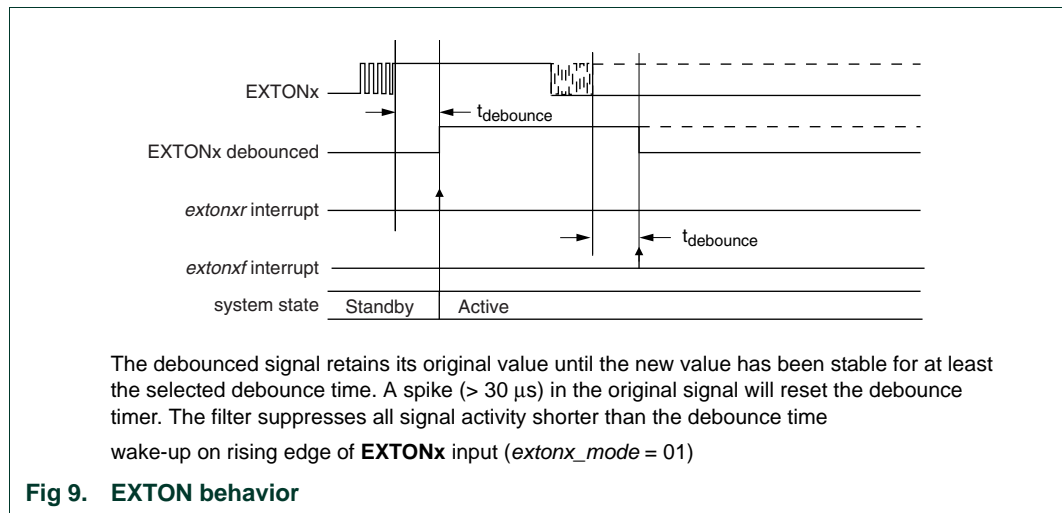 EXTONx
tdebounce
EXTONx debounced
extonxr interrupt
tdebounce
extonxf interrupt
system state Standby Active
The debounced signal retains its original value until the new value has been stable for at least
the selected debounce time. A spike (> 30 μs) in the original signal will reset the debounce
timer. The filter suppresses all signal activity shorter than the debounce time
wake-up on rising edge of EXTONx input (extonx_mode = 01)
Fig 9. EXTON behavior